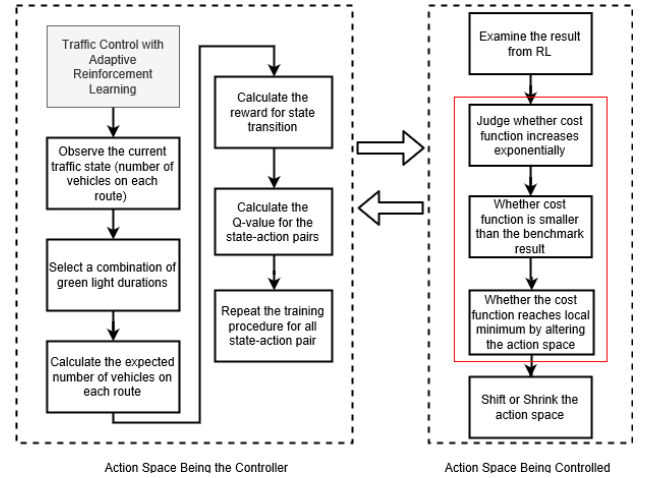 Traffic Control with
Adaptive
Reinforcement
Learning
Observe the current
traffic state (number of
vehicles on each
route)
Select a combination of
green light durations
Calculate the expected
number of vehicles on
each route
Calculate the
reward for state
transition
Calculate the
Q-value for the
state-action pairs
Repeat the training
procedure for all
state-action pair
Action Space Being the Controller
Examine the result
from RL
Judge whether cost
function increases
exponentially
Whether cost
function is smaller
than the benchmark
result
Whether the cost
function reaches local
minimum by altering
the action space
Shift or Shrink the
action space
Action Space Being Controlled